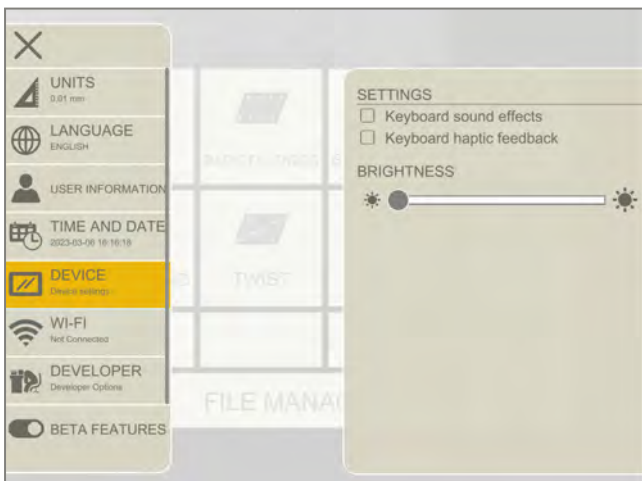 UNITS
0,01 mm
LANGUAGE
ENGLISH
USER INFORMATION
TIME AND DATE
2023-03-06 16:16:18
DEVICE
Device settings
WI-FI
Not Connected
DEVELOPER
Developer Options
BETA FEATURES
TWIST
FILE MANA
SETTINGS
Keyboard sound effects
Keyboard haptic feedback
BRIGHTNESS